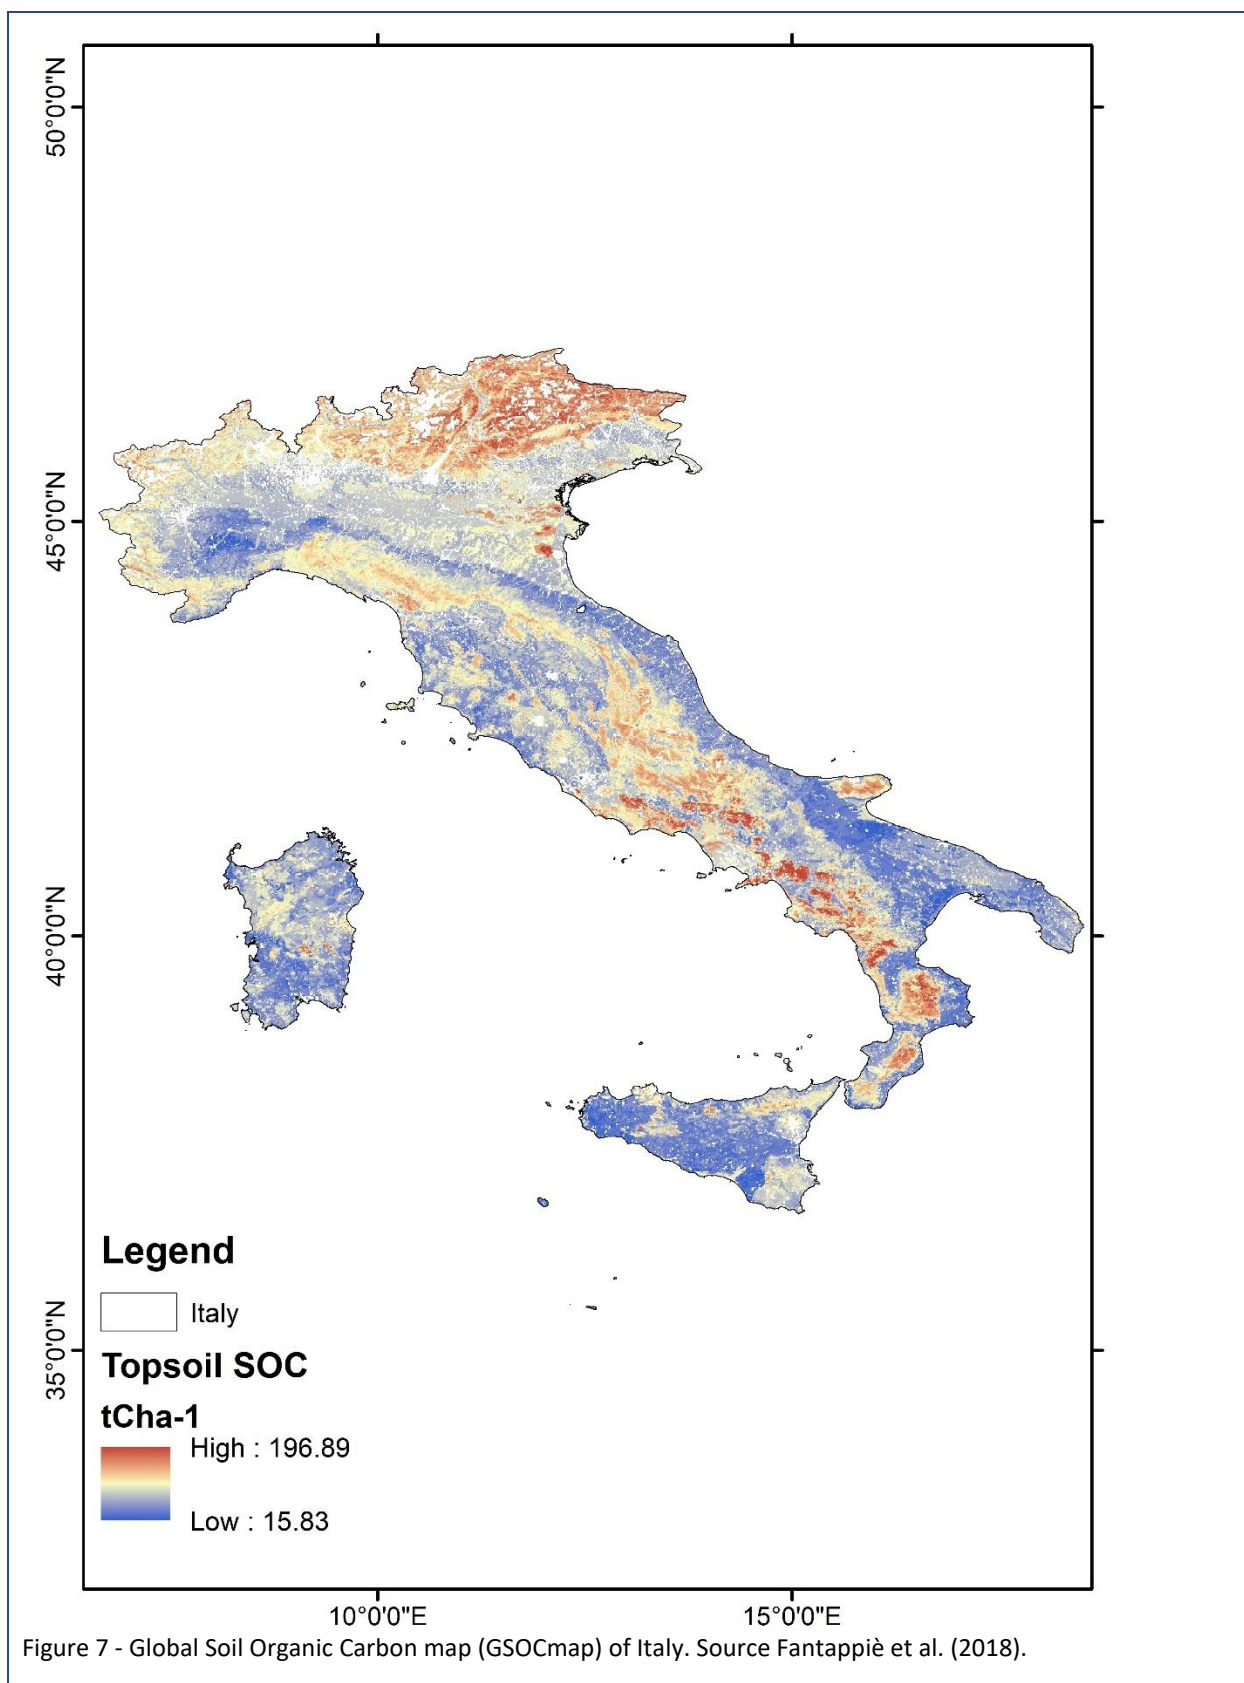 50°0'0"N
45°0'0"N
40°0'0"N
35°0'0"N
Legend
Italy
Topsoil SOC
tCha-1
High : 196.89
Low : 15.83
10°0'0"E
15°0'0"E
Figure 7 - Global Soil Organic Carbon map (GSOCmap) of Italy. Source Fantappiè et al. (2018).